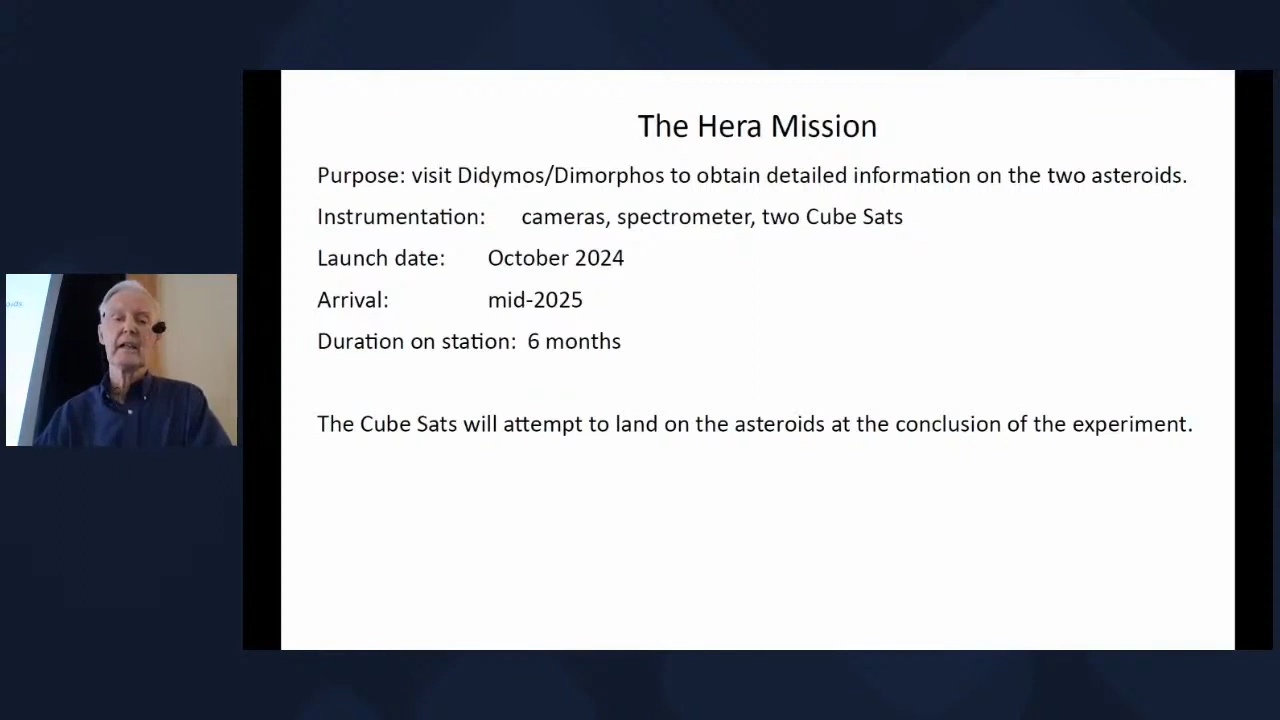 The Hera Mission
Purpose: visit Didymos/Dimorphos to obtain detailed information on the two asteroids.
Instrumentation: cameras, spectrometer, two Cube Sats
Launch date: October 2024
Arrival: mid-2025
Duration on station: 6 months
The Cube Sats will attempt to land on the asteroids at the conclusion of the experiment.